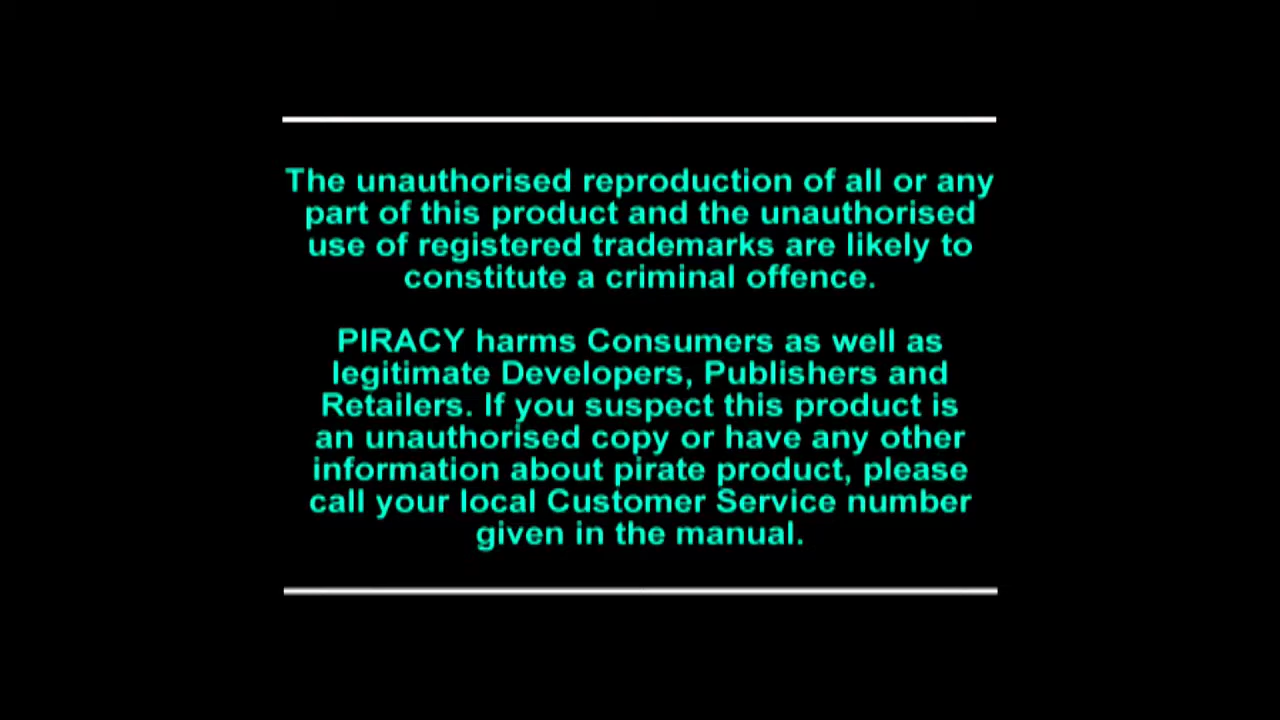 The unauthorised reproduction of all or any
part of this product and the unauthorised
use of registered trademarks are likely to
constitute a criminal offence.
PIRACY harms Consumers as well as
legitimate Developers, Publishers and
Retailers. If you suspect this product is
an unauthorised copy or have any other
information about pirate product, please
call your local Customer Service number
given in the manual.